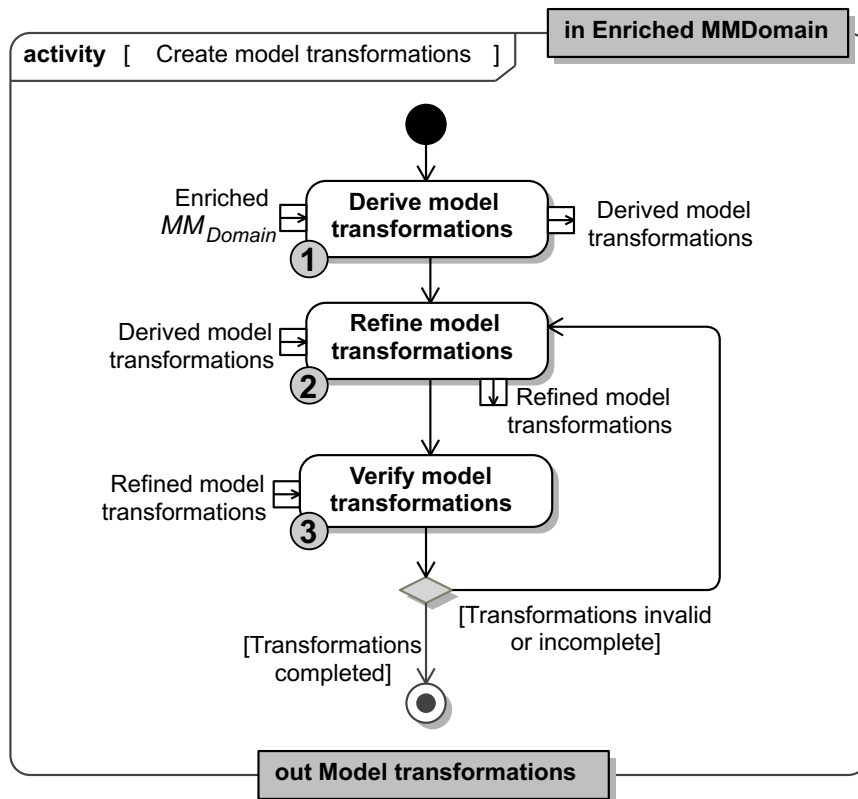 in Enriched MMDomain
activity [ Create model transformations ]
Enriched
MM Domain
Derive model
transformations
1
Derived model
transformations
Derived model
transformations
Refine model
transformations
2
Refined model
transformations
Refined model
transformations
Verify model
transformations
3
[Transformations invalid
or incomplete]
[Transformations
completed]
out Model transformations